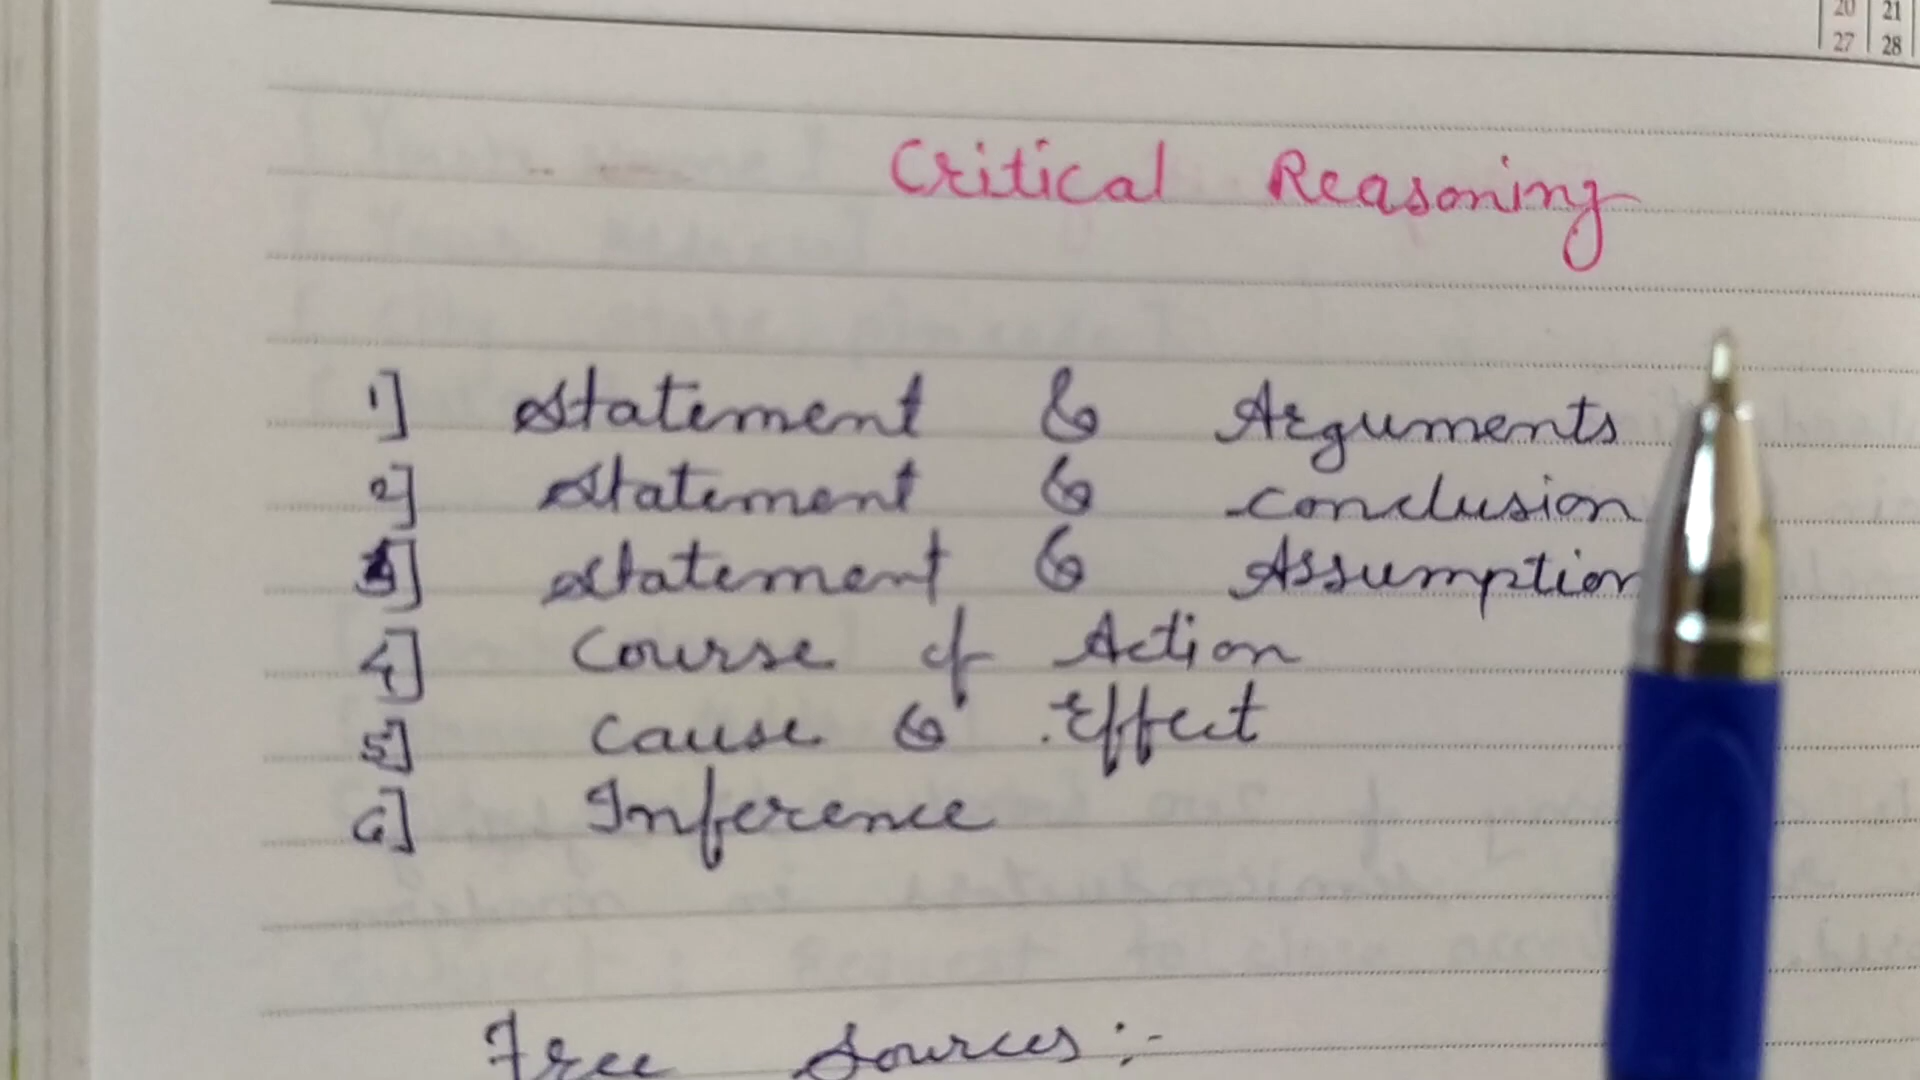 20 21
27 28
Critical Reasoning
1] Statement & Arguments
2] Statement & Conclusion
3] Statement & Assumption
4] Course of Action
5] Cause & Effect
6] Inference
Free Sources :-